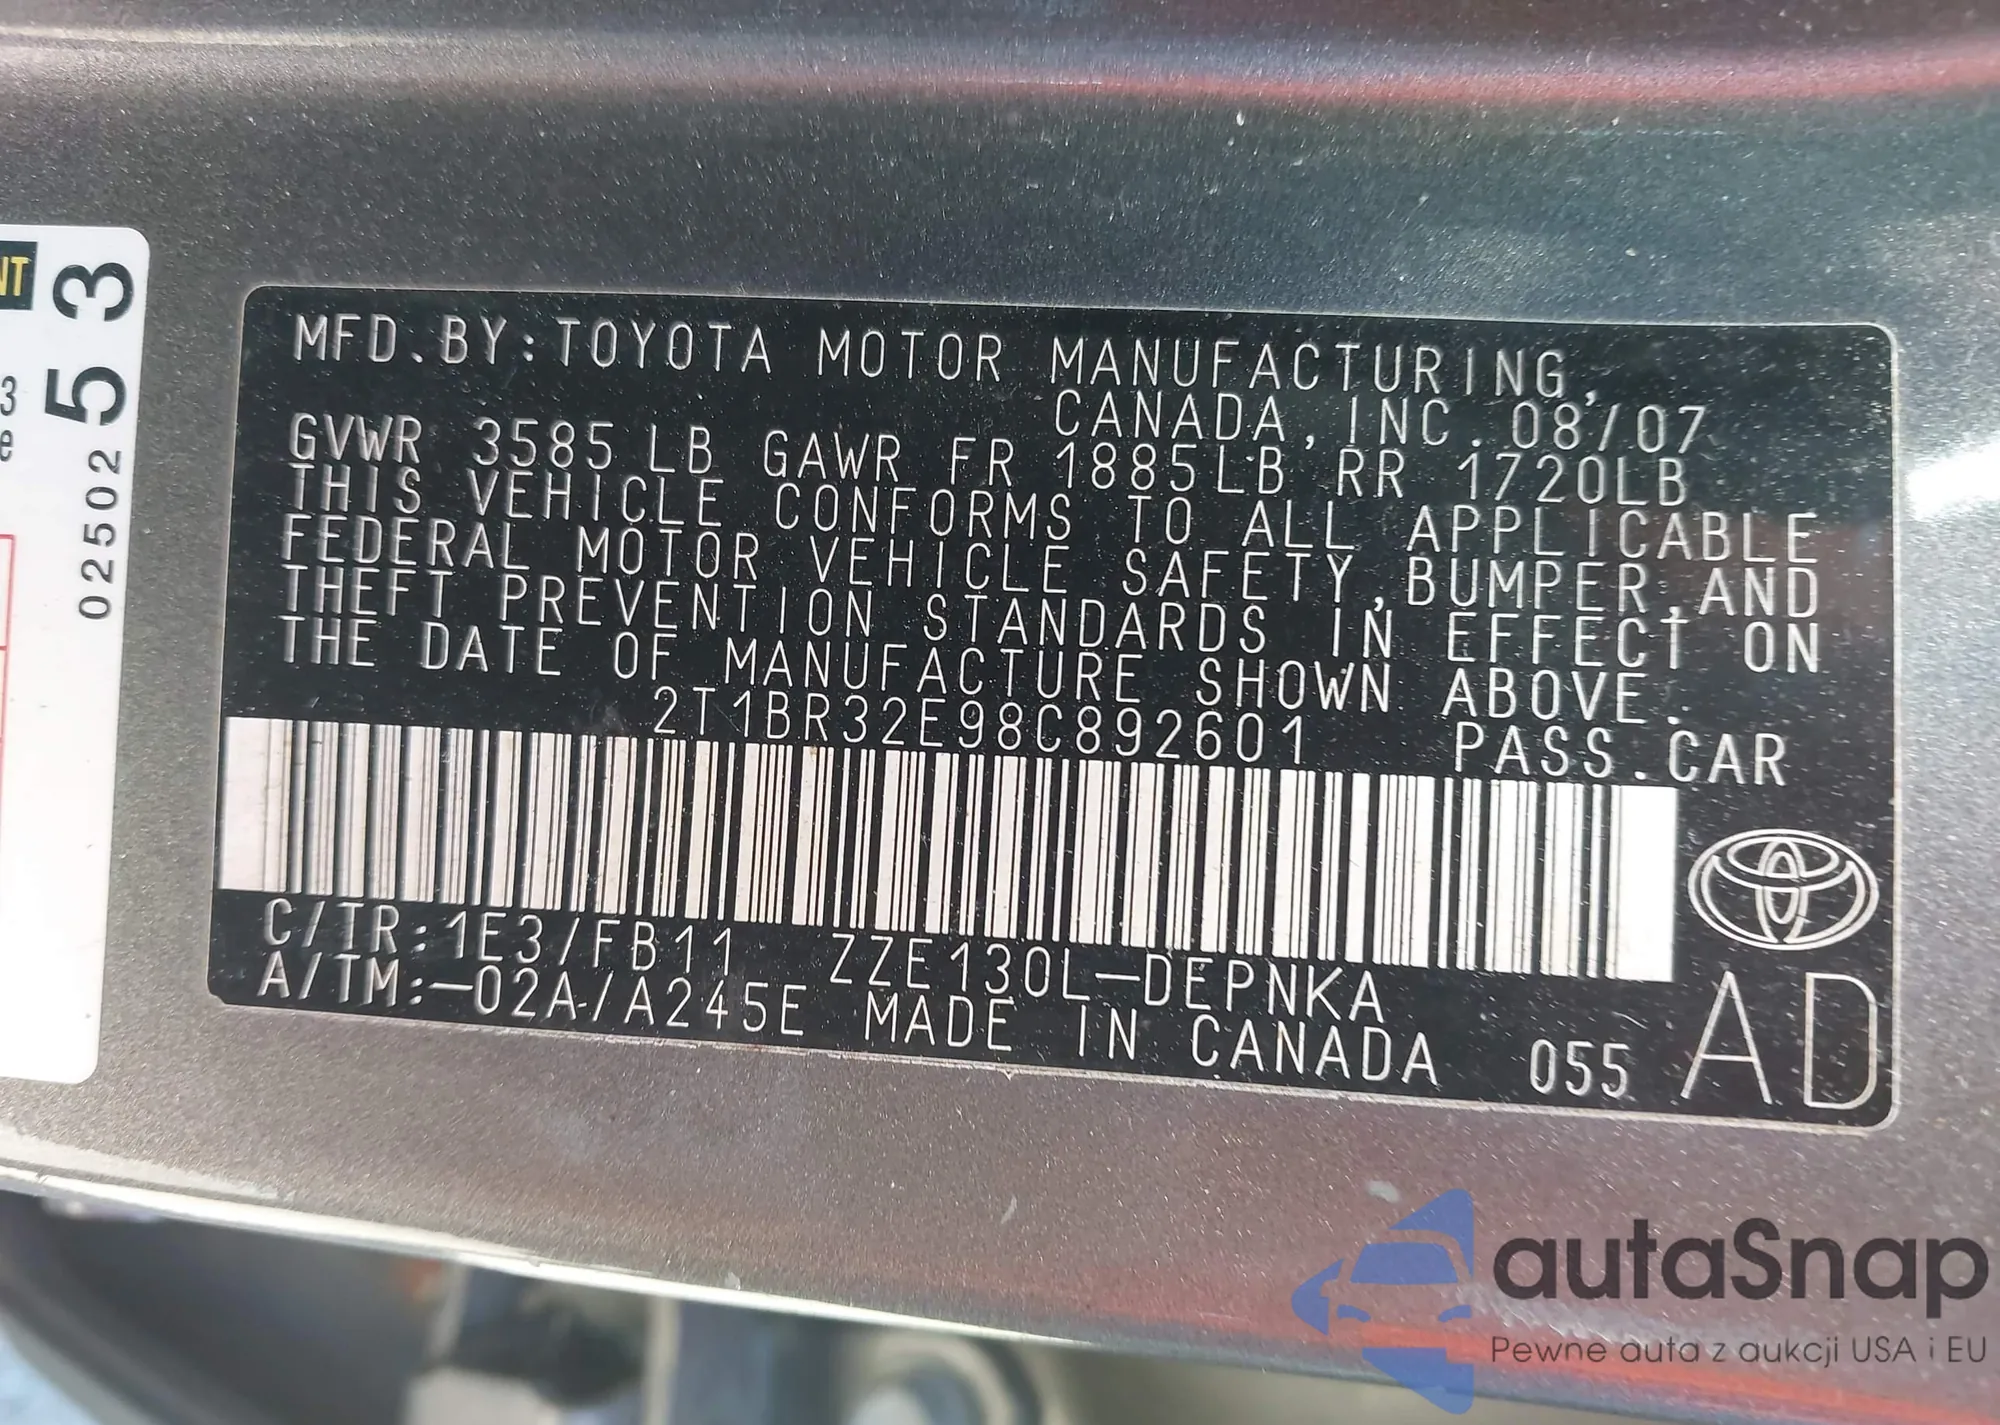 NT
53
3
e
02502
MFD.BY:TOYOTA MOTOR MANUFACTURING,
CANADA, INC. 08/07
GVWR 3585LB GAWR FR 1885LB RR 1720LB
THIS VEHICLE CONFORMS TO ALL APPLICABLE
FEDERAL MOTOR VEHICLE SAFETY,BUMPER,AND
THEFT PREVENTION STANDARDS IN EFFECT ON
THE DATE OF MANUFACTURE SHOWN ABOVE.
2T1BR32E98C892601 PASS.CAR
C/TR:1E3/FB11 ZZE130L-DEPNKA
A/TM:-02A/A245E MADE IN CANADA 055 AD
autaSnap
Pewne auta z aukcji USA i EU